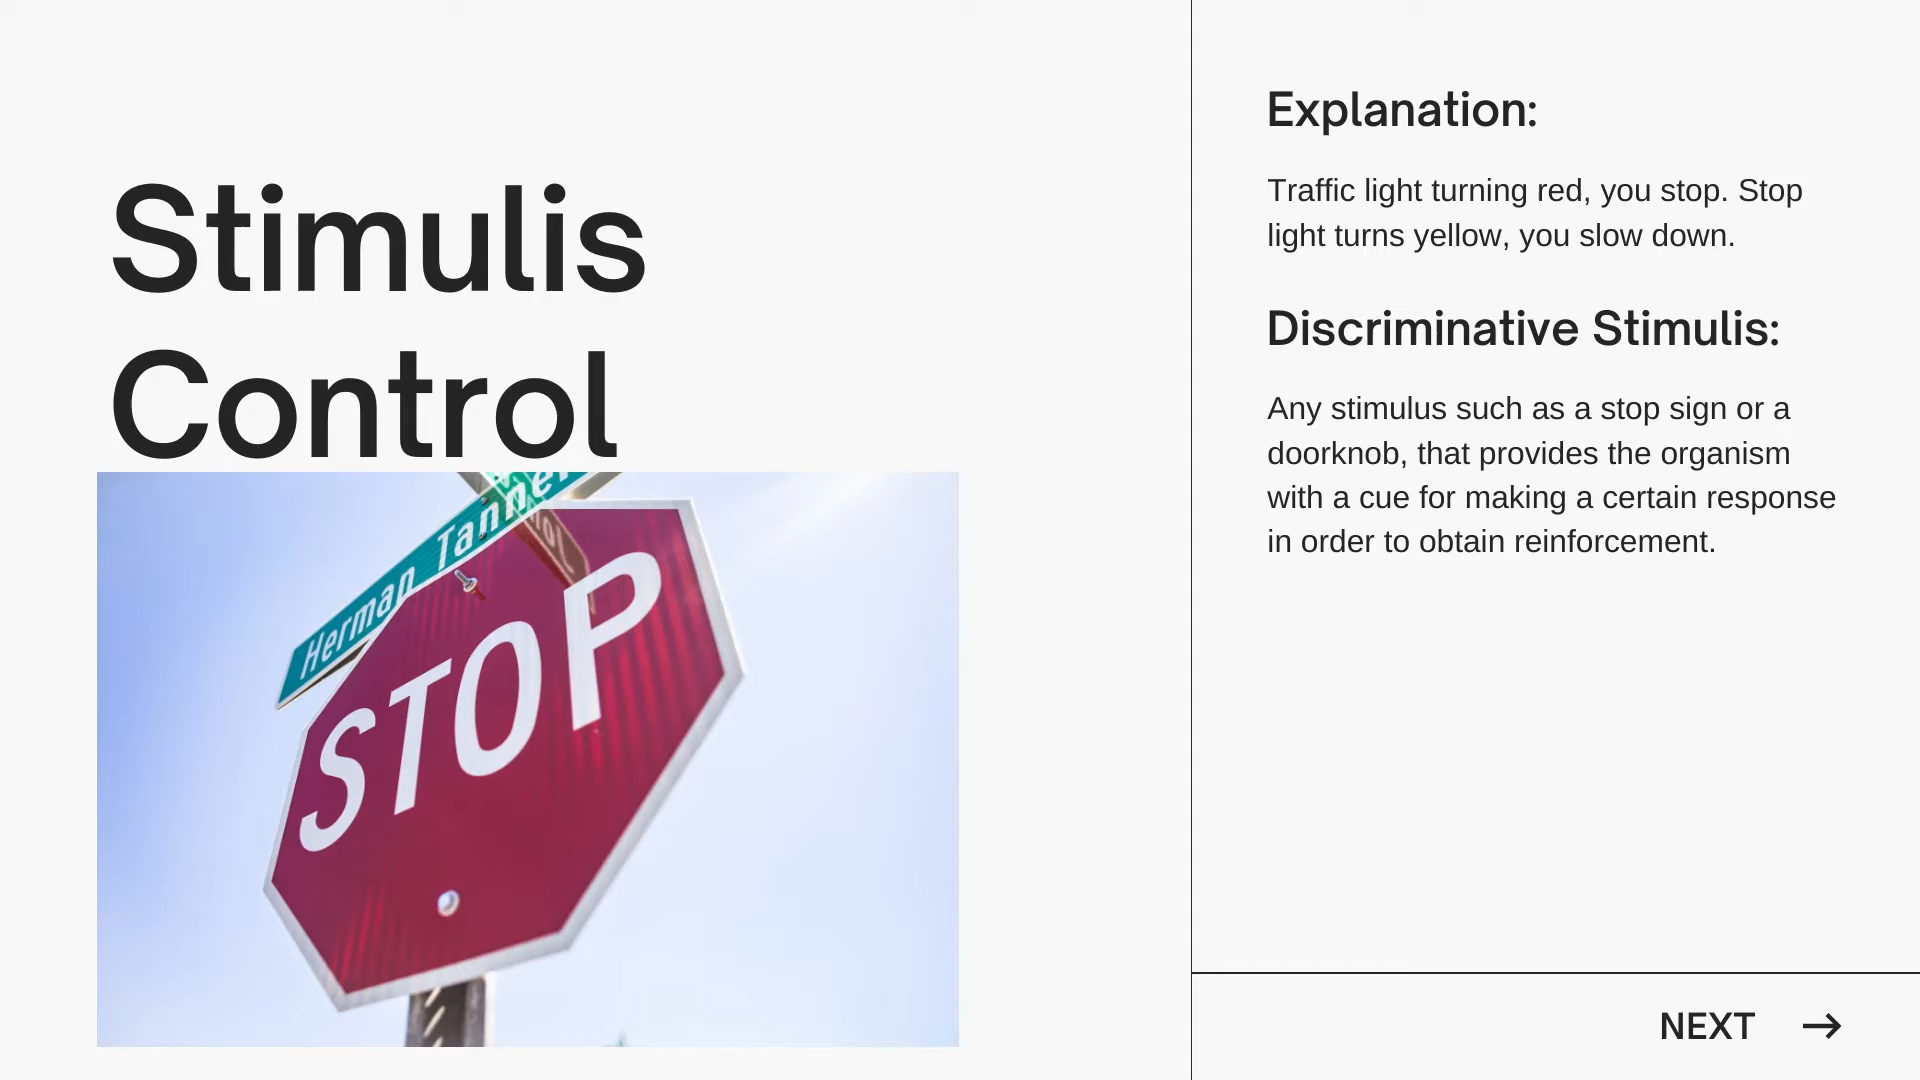 Stimulis
Control
Herman Tanner
STOP
Explanation:
Traffic light turning red, you stop. Stop
light turns yellow, you slow down.
Discriminative Stimulis:
Any stimulus such as a stop sign or a
doorknob, that provides the organism
with a cue for making a certain response
in order to obtain reinforcement.
NEXT